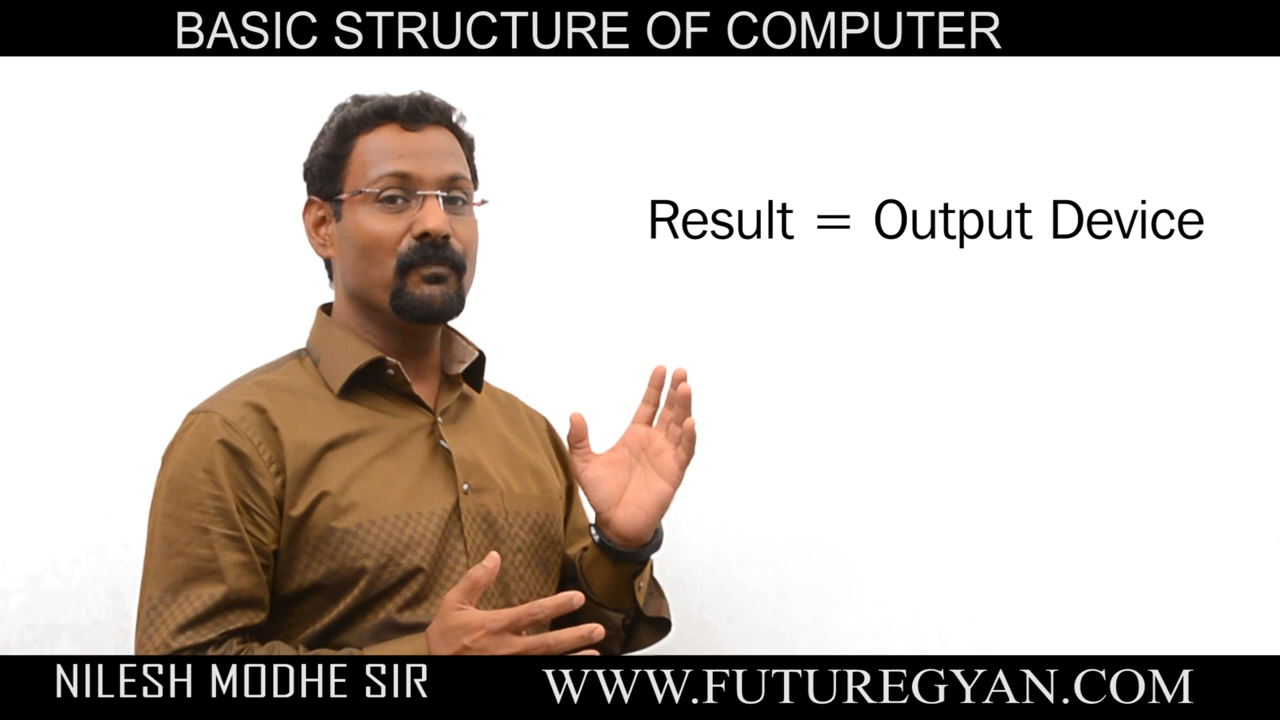 BASIC STRUCTURE OF COMPUTER
Result = Output Device
NILESH MODHE SIR
WWW.FUTUREGYAN.COM